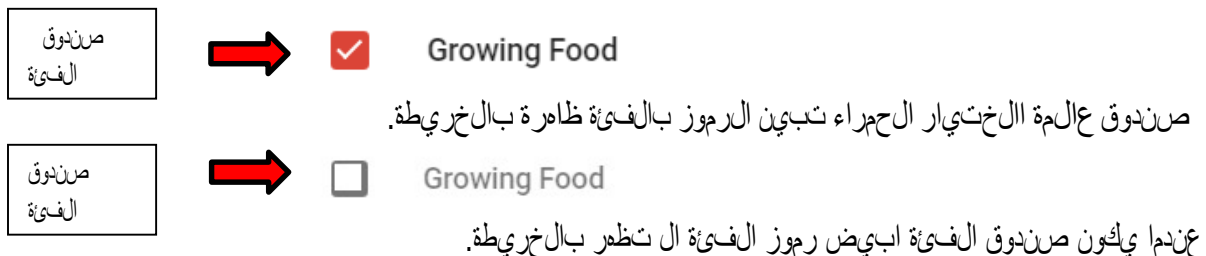 صندوق
الفئة
Growing Food
صندوق عالمة االختيار الحمراء تبين الرموز بالفئة ظاهرة بالخريطة.
صندوق
الفئة
Growing Food
عندما يكون صندوق الفئة ابيض رموز الفئة ال تظهر بالخريطة.